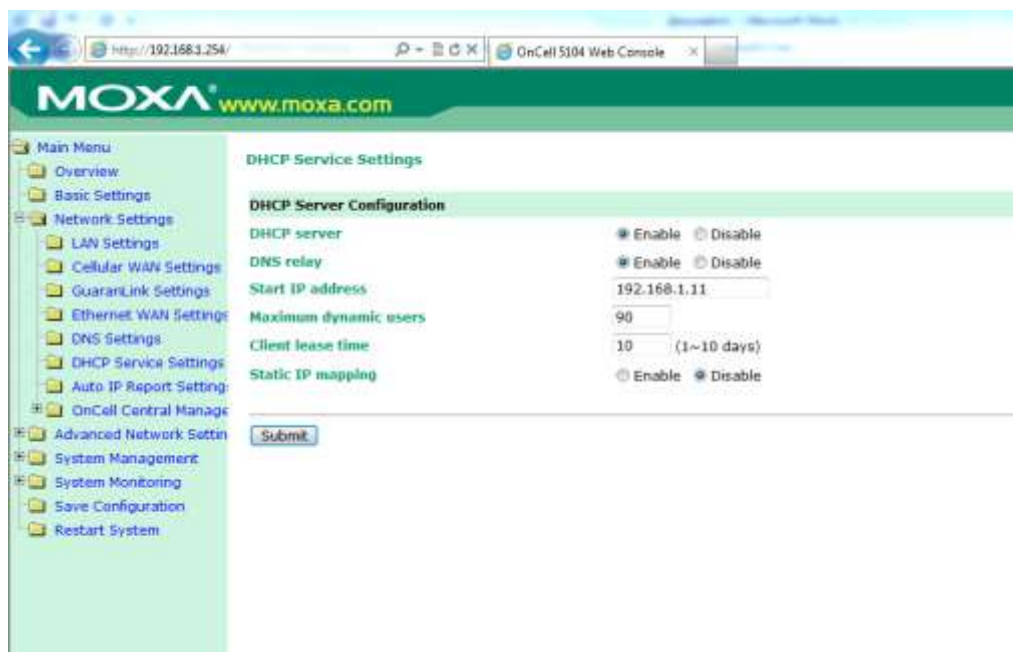 http://192.168.1.254/
OnCell 5104 Web Console
MOXA®
www.moxa.com
Main Menu
Overview
Basic Settings
Network Settings
LAN Settings
Cellular WAN Settings
GuaranLink Settings
Ethernet WAN Settings
DNS Settings
DHCP Service Settings
Auto IP Report Setting
OnCell Central Manage
Advanced Network Settin
System Management
System Monitoring
Save Configuration
Restart System
DHCP Service Settings
DHCP Server Configuration
DHCP server Enable Disable
DNS relay Enable Disable
Start IP address 192.168.1.11
Maximum dynamic users 90
Client lease time 10 (1~10 days)
Static IP mapping Enable Disable
Submit